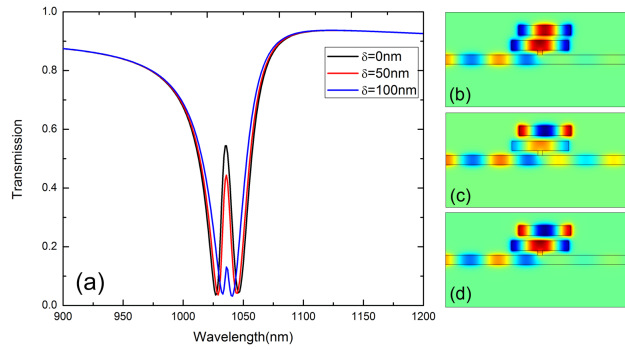 1.0
0.8
0.6
0.4
0.2
0.0
Transmission
δ=0nm
δ=50nm
δ=100nm
(a)
900 950 1000 1050 1100 1150 1200
Wavelength(nm)
(b)
(c)
(d)